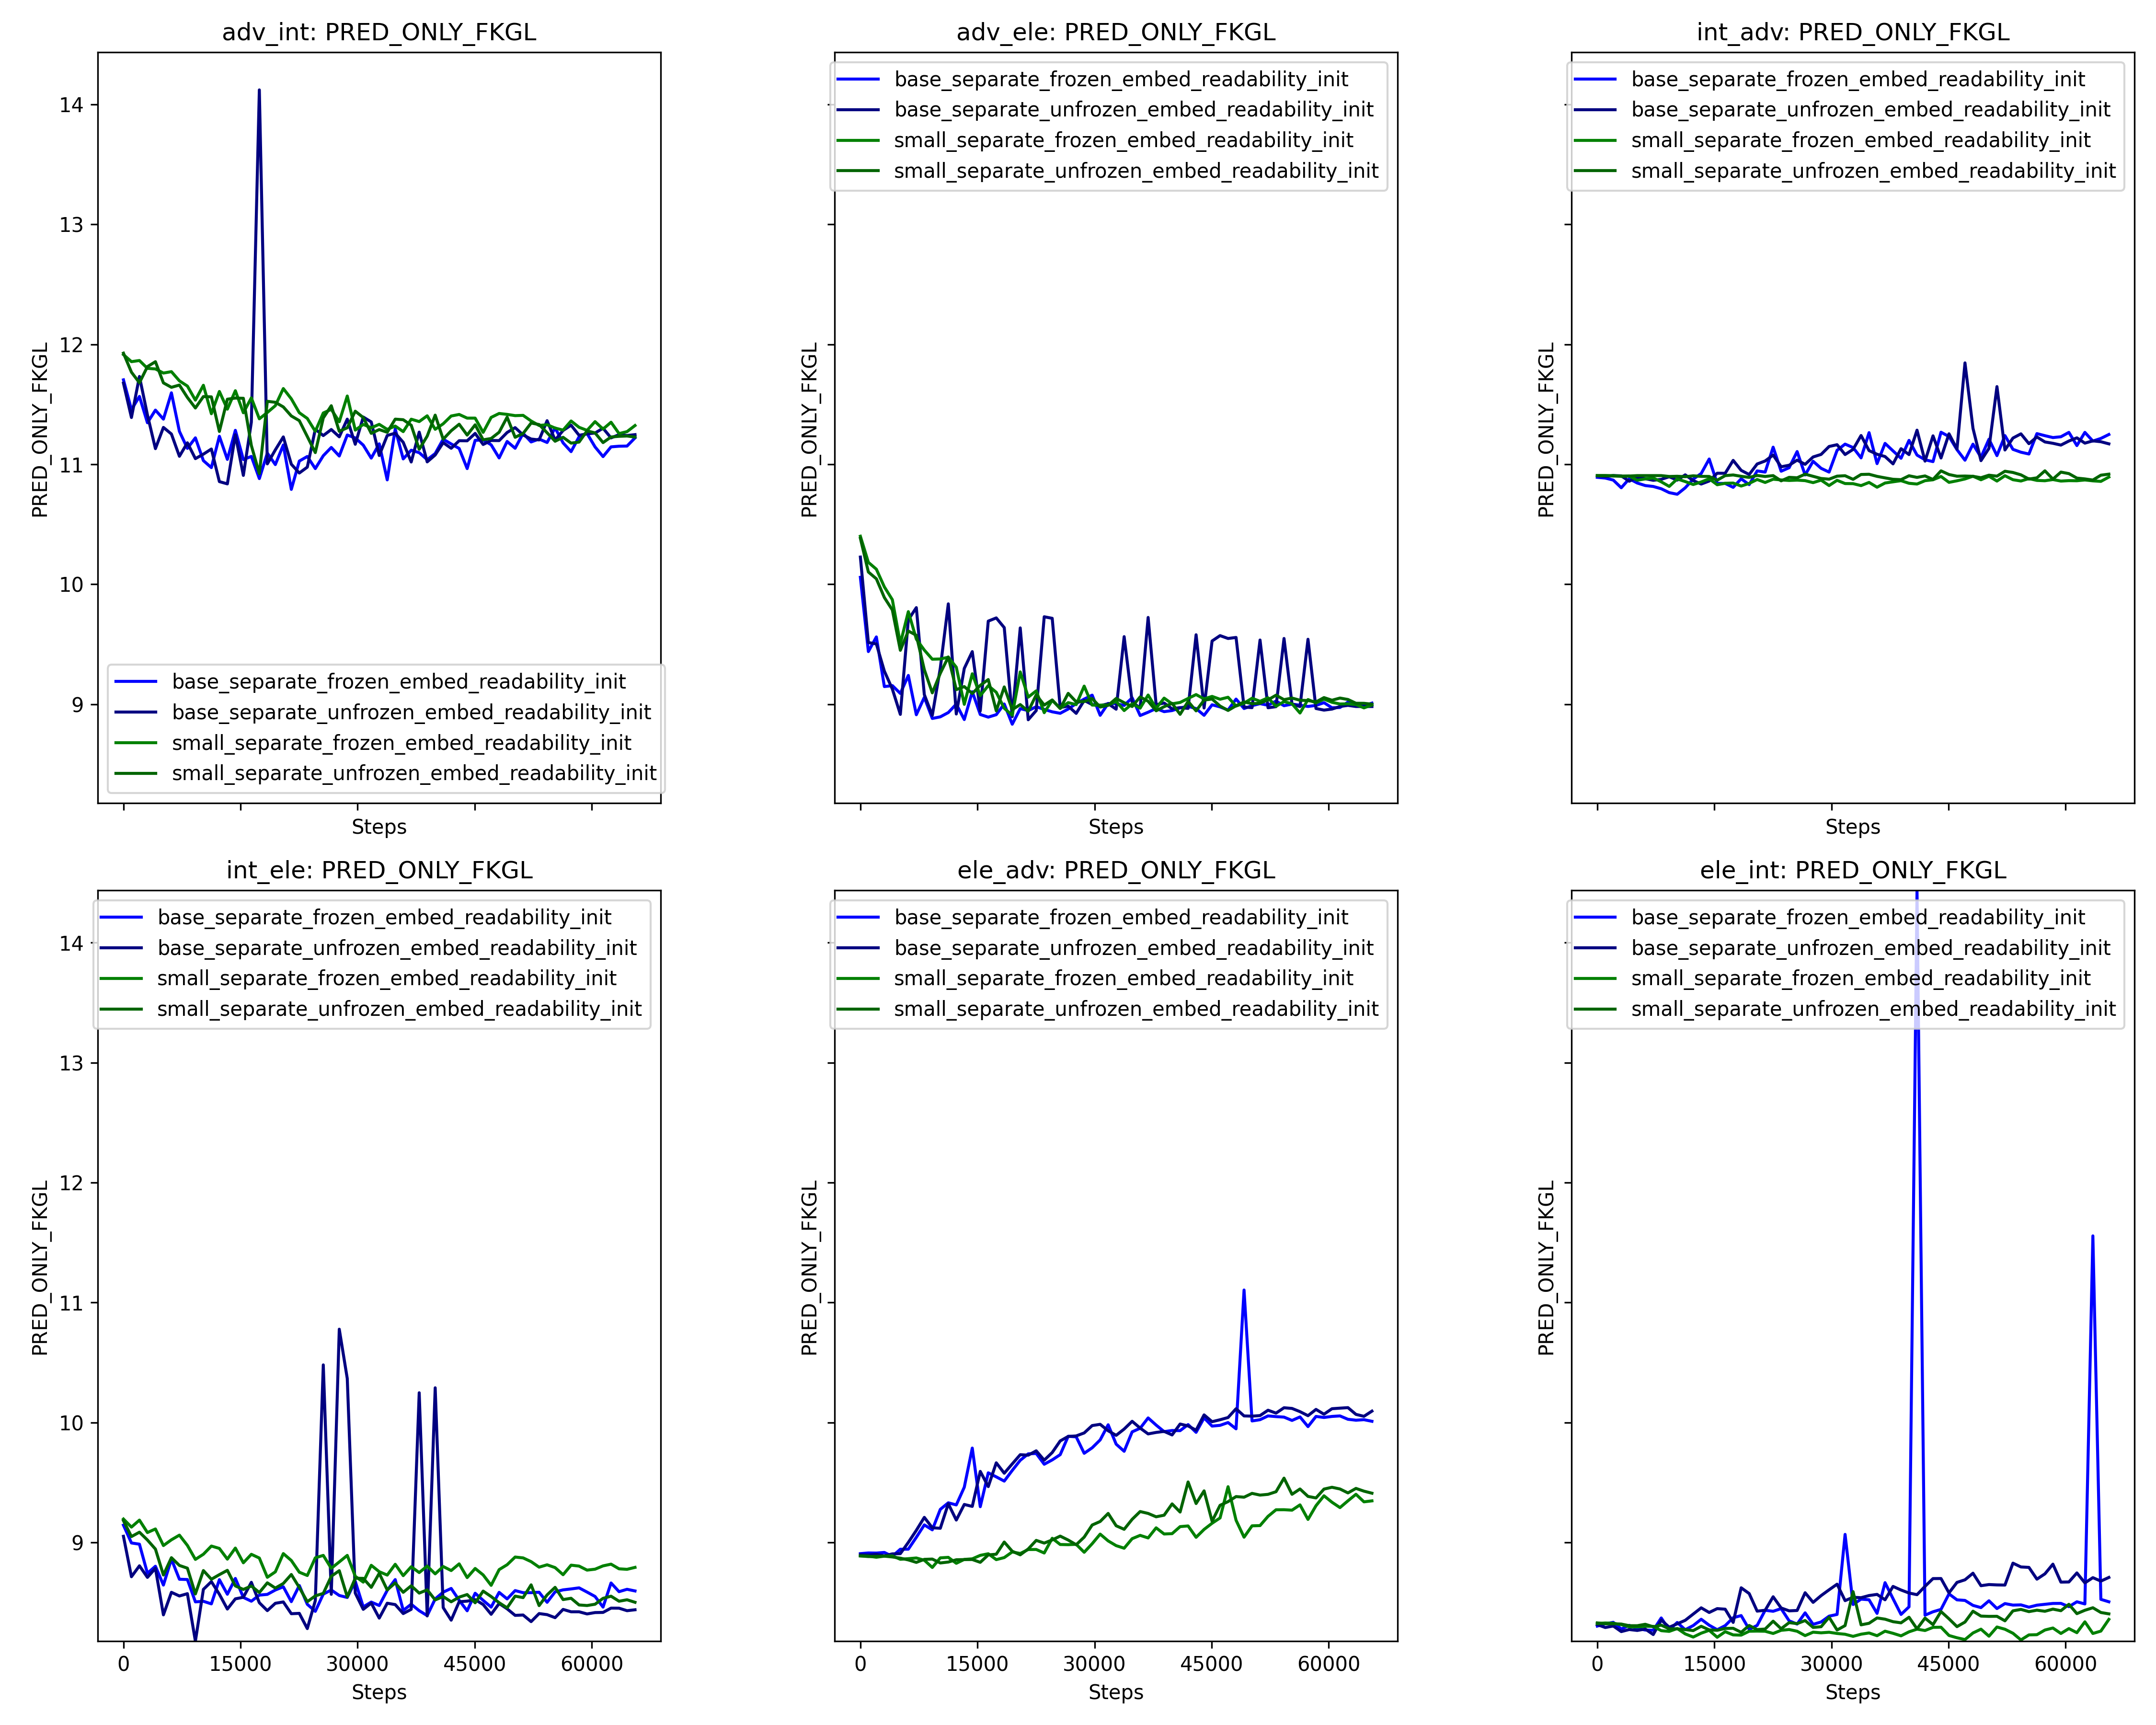 adv_int: PRED_ONLY_FKGL
PRED_ONLY_FKGL
14
13
12
11
10
9
base_separate_frozen_embed_readability_init
base_separate_unfrozen_embed_readability_init
small_separate_frozen_embed_readability_init
small_separate_unfrozen_embed_readability_init
Steps
adv_ele: PRED_ONLY_FKGL
PRED_ONLY_FKGL
base_separate_frozen_embed_readability_init
base_separate_unfrozen_embed_readability_init
small_separate_frozen_embed_readability_init
small_separate_unfrozen_embed_readability_init
Steps
int_adv: PRED_ONLY_FKGL
PRED_ONLY_FKGL
base_separate_frozen_embed_readability_init
base_separate_unfrozen_embed_readability_init
small_separate_frozen_embed_readability_init
small_separate_unfrozen_embed_readability_init
Steps
int_ele: PRED_ONLY_FKGL
PRED_ONLY_FKGL
14
13
12
11
10
9
base_separate_frozen_embed_readability_init
base_separate_unfrozen_embed_readability_init
small_separate_frozen_embed_readability_init
small_separate_unfrozen_embed_readability_init
0 15000 30000 45000 60000
Steps
ele_adv: PRED_ONLY_FKGL
PRED_ONLY_FKGL
base_separate_frozen_embed_readability_init
base_separate_unfrozen_embed_readability_init
small_separate_frozen_embed_readability_init
small_separate_unfrozen_embed_readability_init
0 15000 30000 45000 60000
Steps
ele_int: PRED_ONLY_FKGL
PRED_ONLY_FKGL
base_separate_frozen_embed_readability_init
base_separate_unfrozen_embed_readability_init
small_separate_frozen_embed_readability_init
small_separate_unfrozen_embed_readability_init
0 15000 30000 45000 60000
Steps